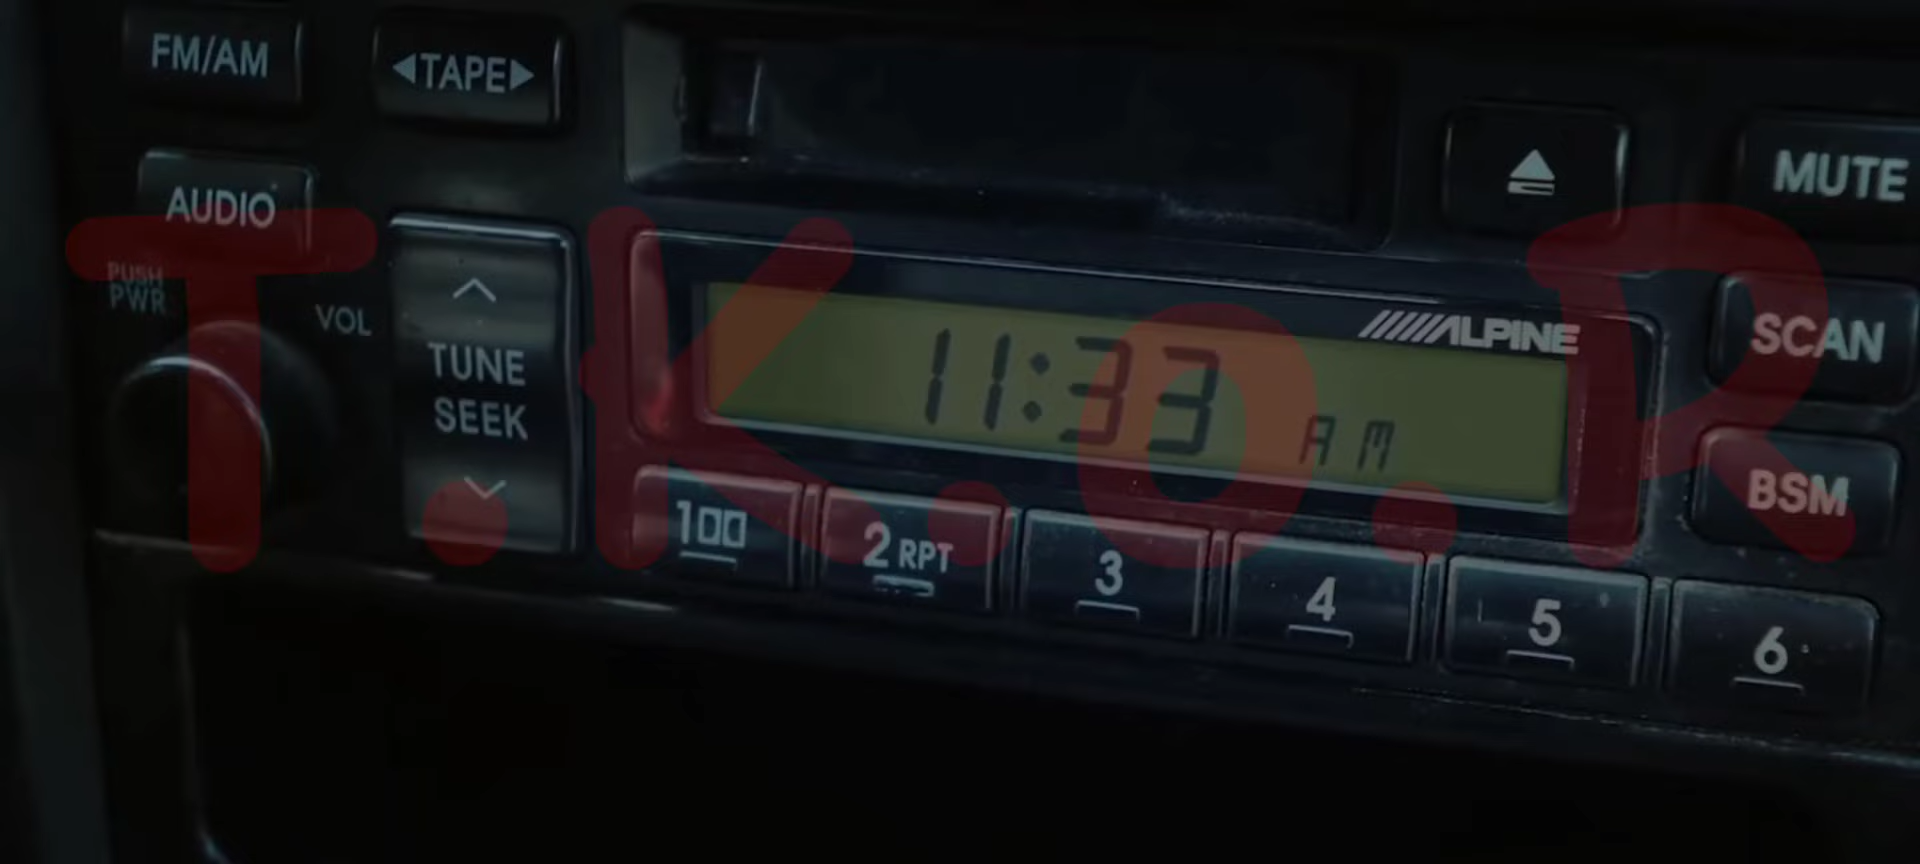 FM/AM
◀TAPE▶
MUTE
AUDIO
PUSH
PWR
VOL
TUNE
SEEK
ALPINE
11:33 AM
SCAN
BSM
T.K.O.R
100
2 RPT
3
4
5
6